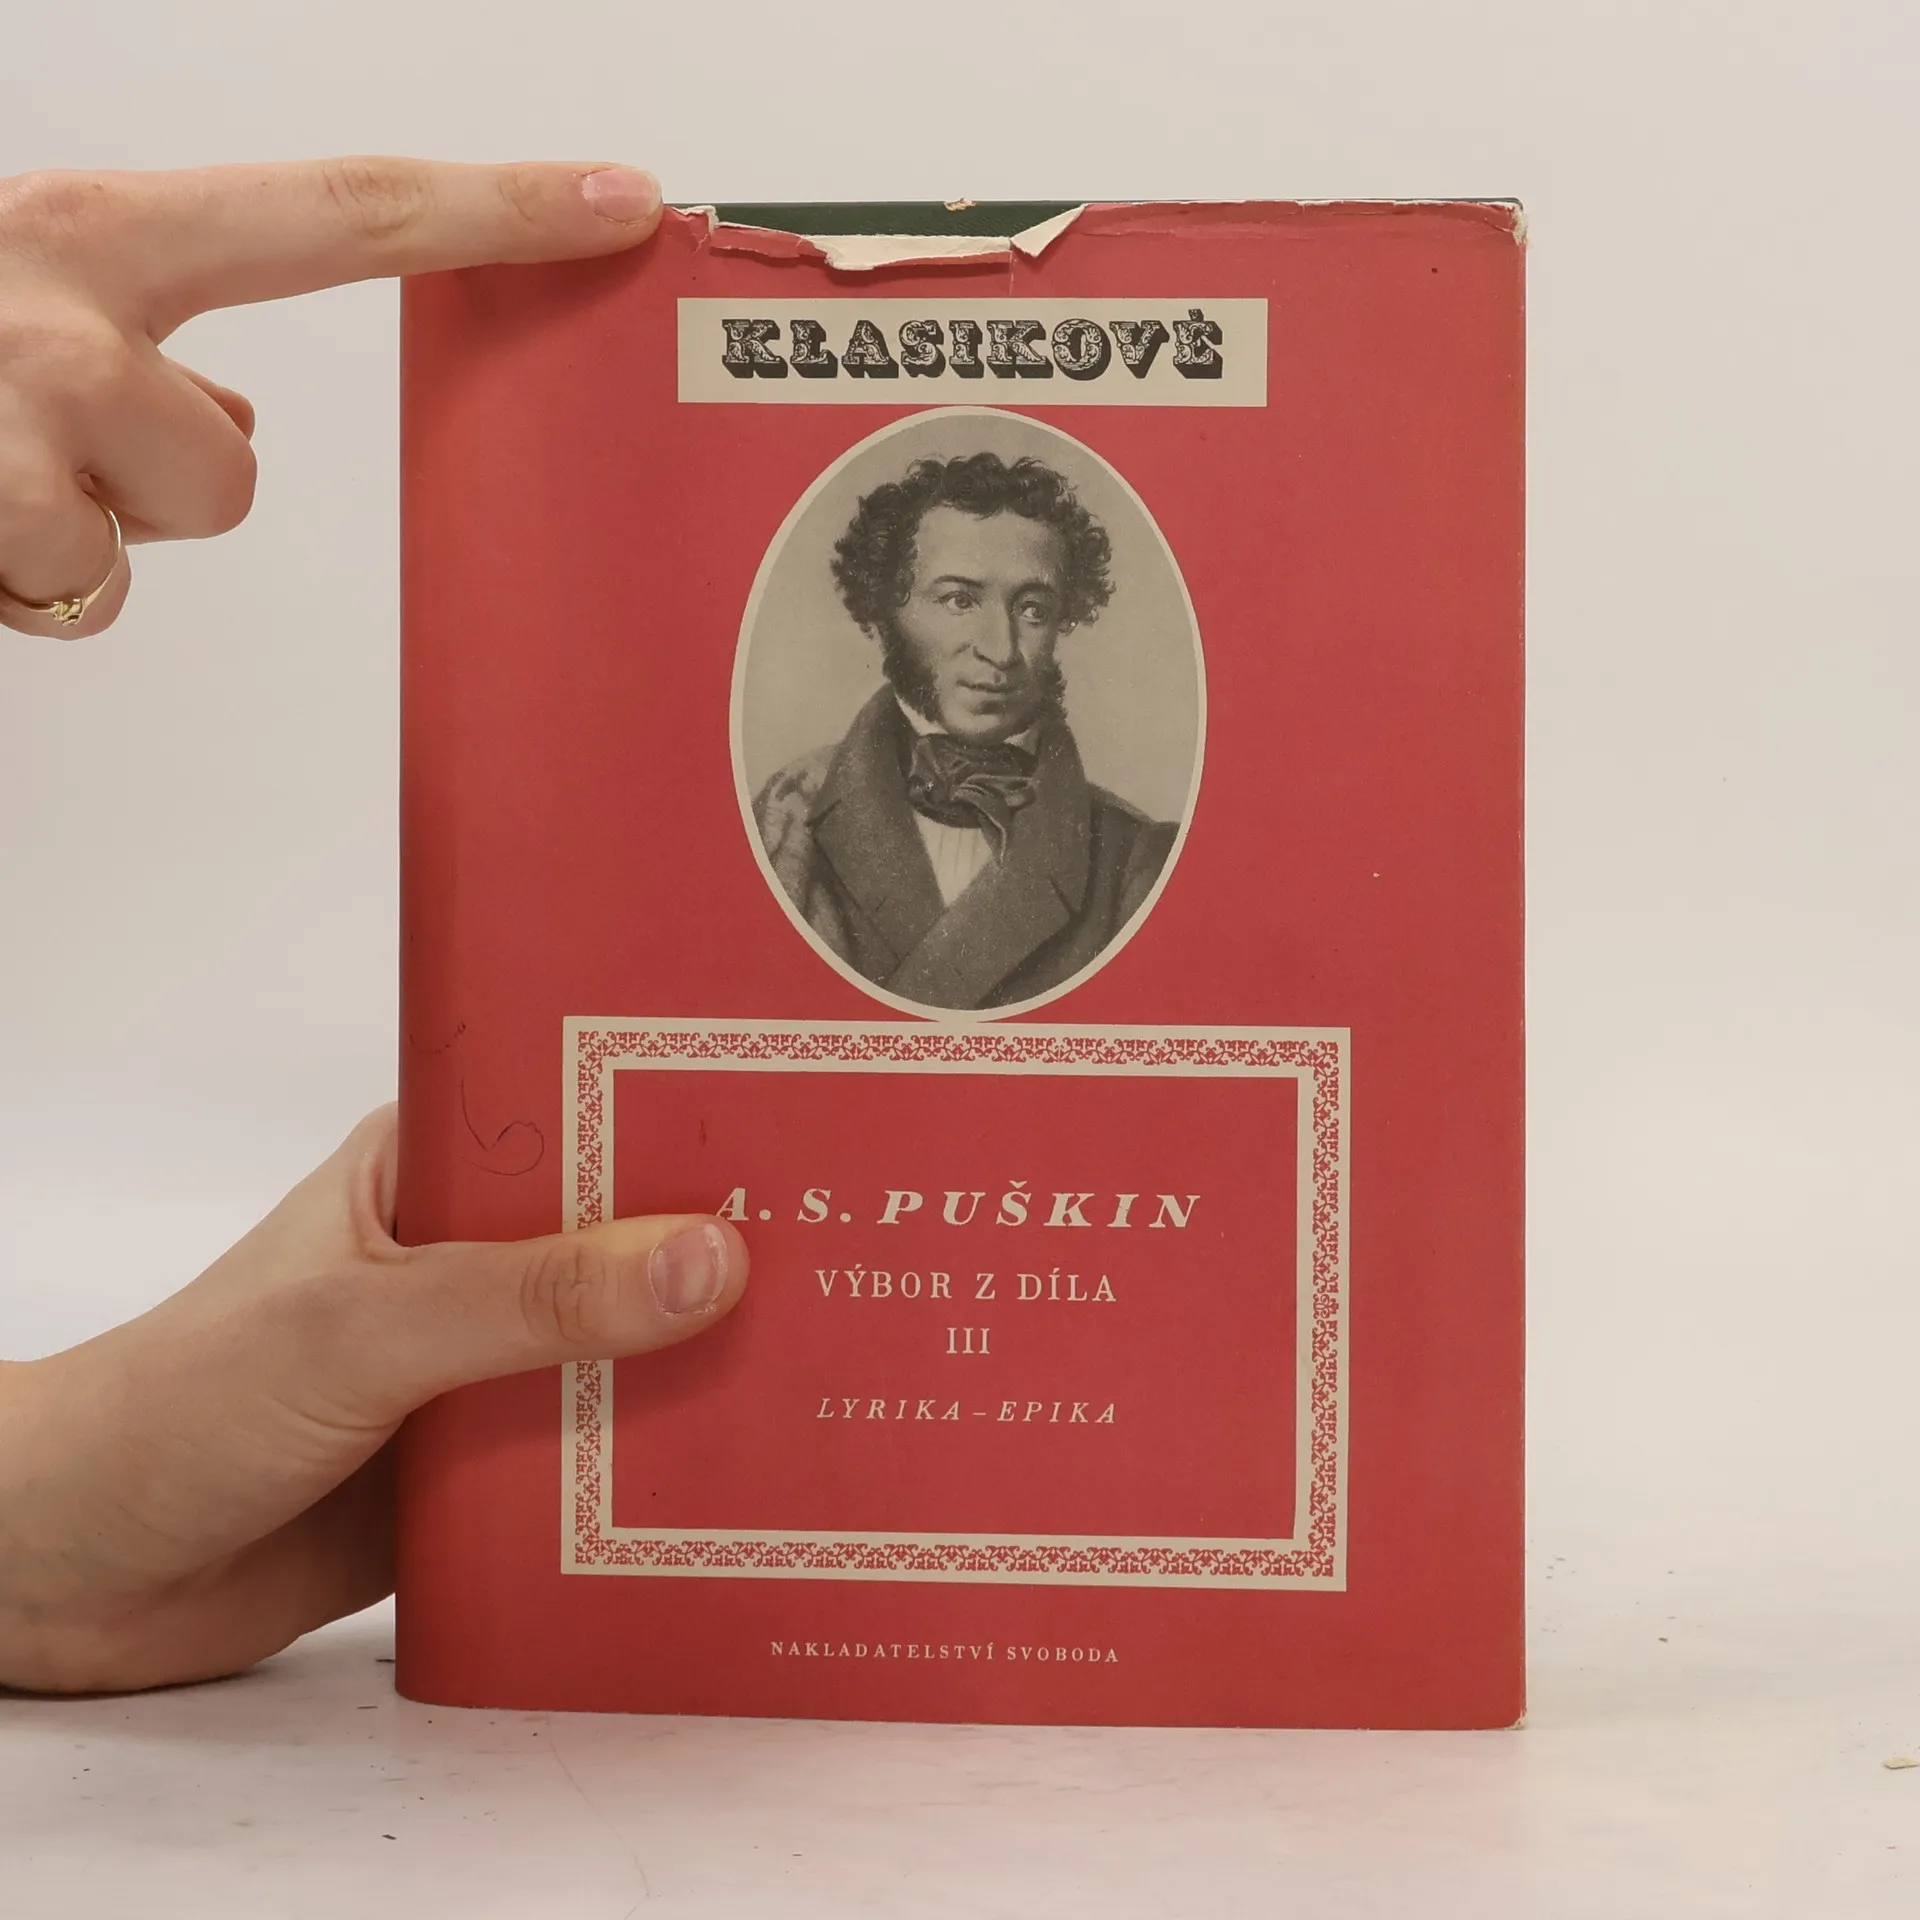 KLASIKOVÉ
A. S. PUŠKIN
VÝBOR Z DÍLA
III
LYRIKA – EPIKA
NAKLADATELSTVÍ SVOBODA